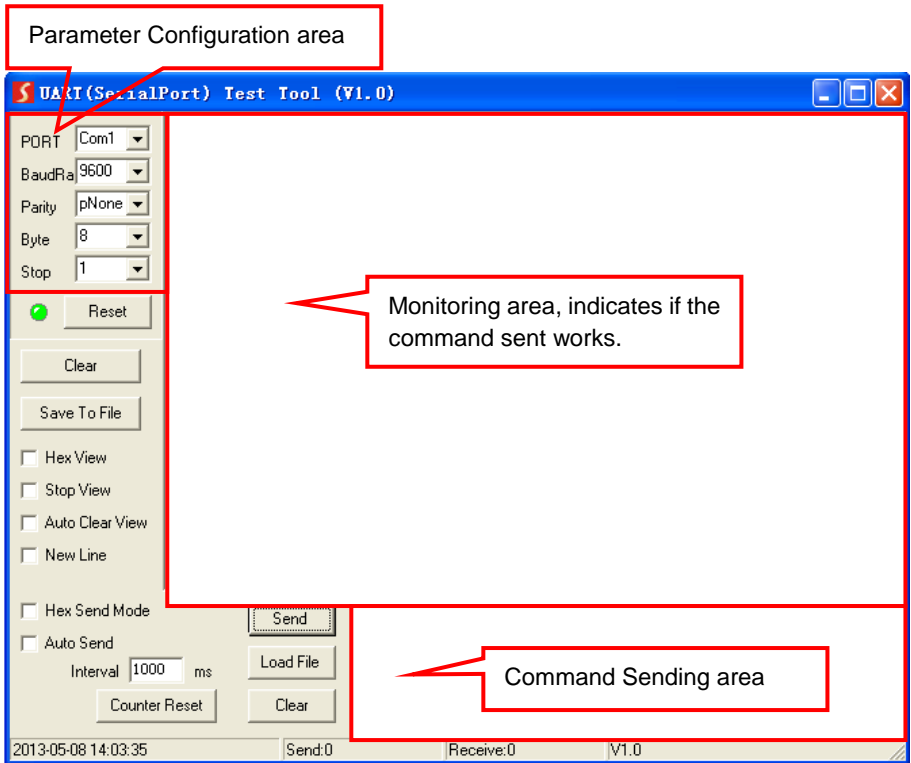 Parameter Configuration area
UART(SerialPort) Test Tool (V1.0)
PORT Com1
BaudRa 9600
Parity pNone
Byte 8
Stop 1
Reset
Monitoring area, indicates if the
command sent works.
Clear
Save To File
Hex View
Stop View
Auto Clear View
New Line
Hex Send Mode
Send
Auto Send
Interval 1000 ms
Load File
Command Sending area
Counter Reset
Clear
2013-05-08 14:03:35 Send:0 Receive:0 V1.0